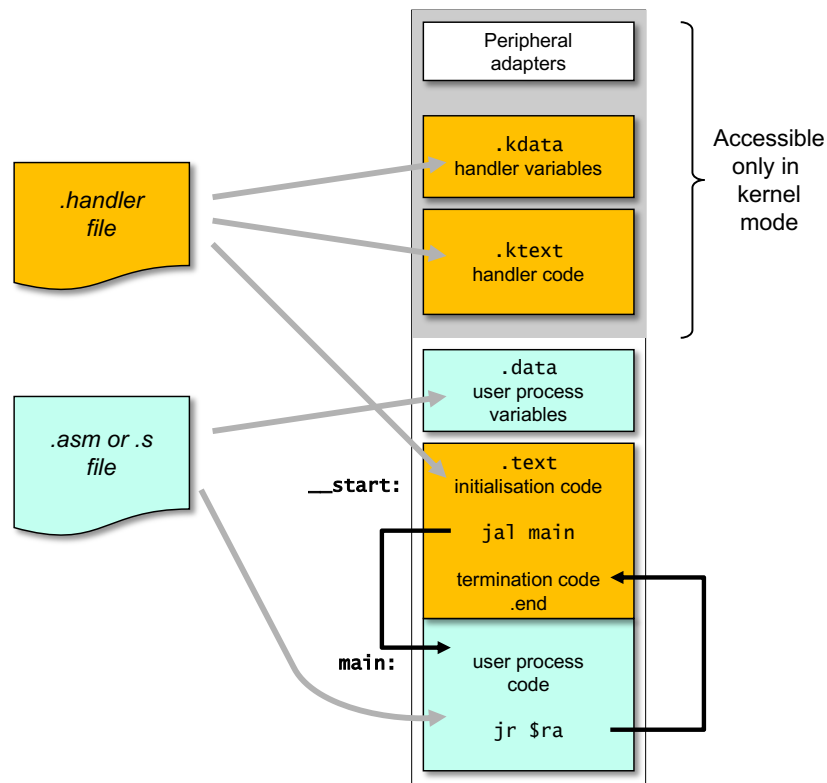 Peripheral
adapters
.kdata
handler variables
.ktext
handler code
Accessible
only in
kernel
mode
.handler
file
.data
user process
variables
.asm or .s
file
__start:
.text
initialisation code
jal main
termination code
.end
main:
user process
code
jr $ra